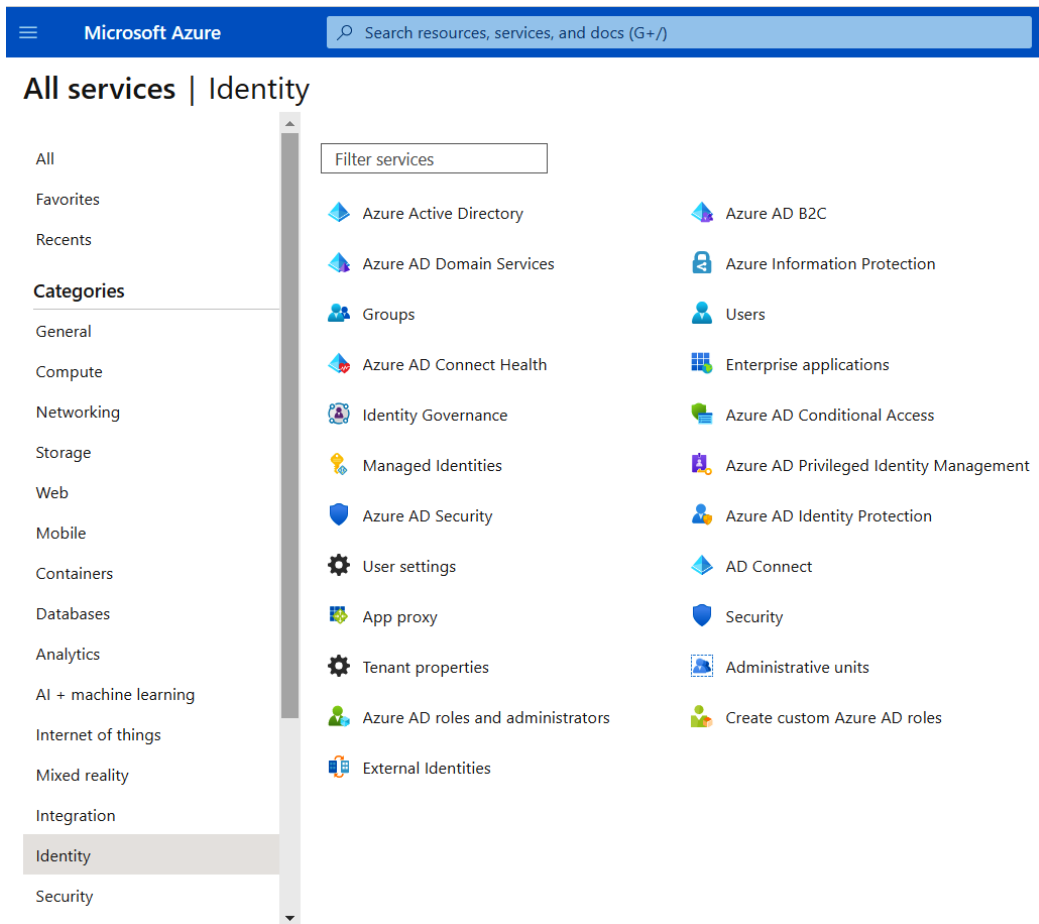 Microsoft Azure
Search resources, services, and docs (G+/)
All services | Identity
All
Favorites
Recents
Categories
General
Compute
Networking
Storage
Web
Mobile
Containers
Databases
Analytics
AI + machine learning
Internet of things
Mixed reality
Integration
Identity
Security
Filter services
Azure Active Directory
Azure AD B2C
Azure AD Domain Services
Azure Information Protection
Groups
Users
Azure AD Connect Health
Enterprise applications
Identity Governance
Azure AD Conditional Access
Managed Identities
Azure AD Privileged Identity Management
Azure AD Security
Azure AD Identity Protection
User settings
AD Connect
App proxy
Security
Tenant properties
Administrative units
Azure AD roles and administrators
Create custom Azure AD roles
External Identities